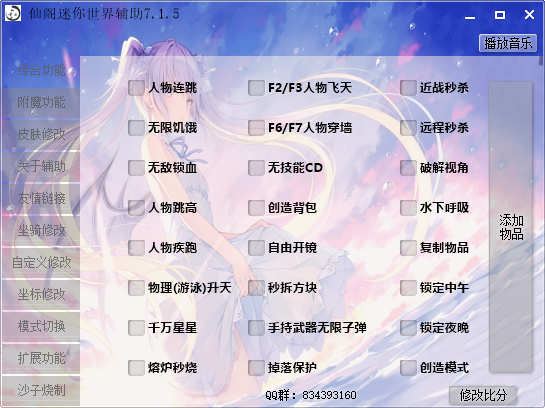 仙阁迷你世界辅助7.1.5
播放音乐
综合功能
附魔功能
皮肤修改
关于辅助
友情链接
坐骑修改
自定义修改
坐标修改
模式切换
扩展功能
沙子烧制
人物连跳 F2/F3人物飞天 近战秒杀
无限饥饿 F6/F7人物穿墙 远程秒杀
无敌锁血 无技能CD 破解视角
人物跳高 创造背包 水下呼吸
人物疾跑 自由开镜 复制物品
物理(游泳)升天 秒拆方块 锁定中午
千万星星 手持武器无限子弹 锁定夜晚
熔炉秒烧 掉落保护 创造模式
添加
物品
QQ群：834393160
修改比分